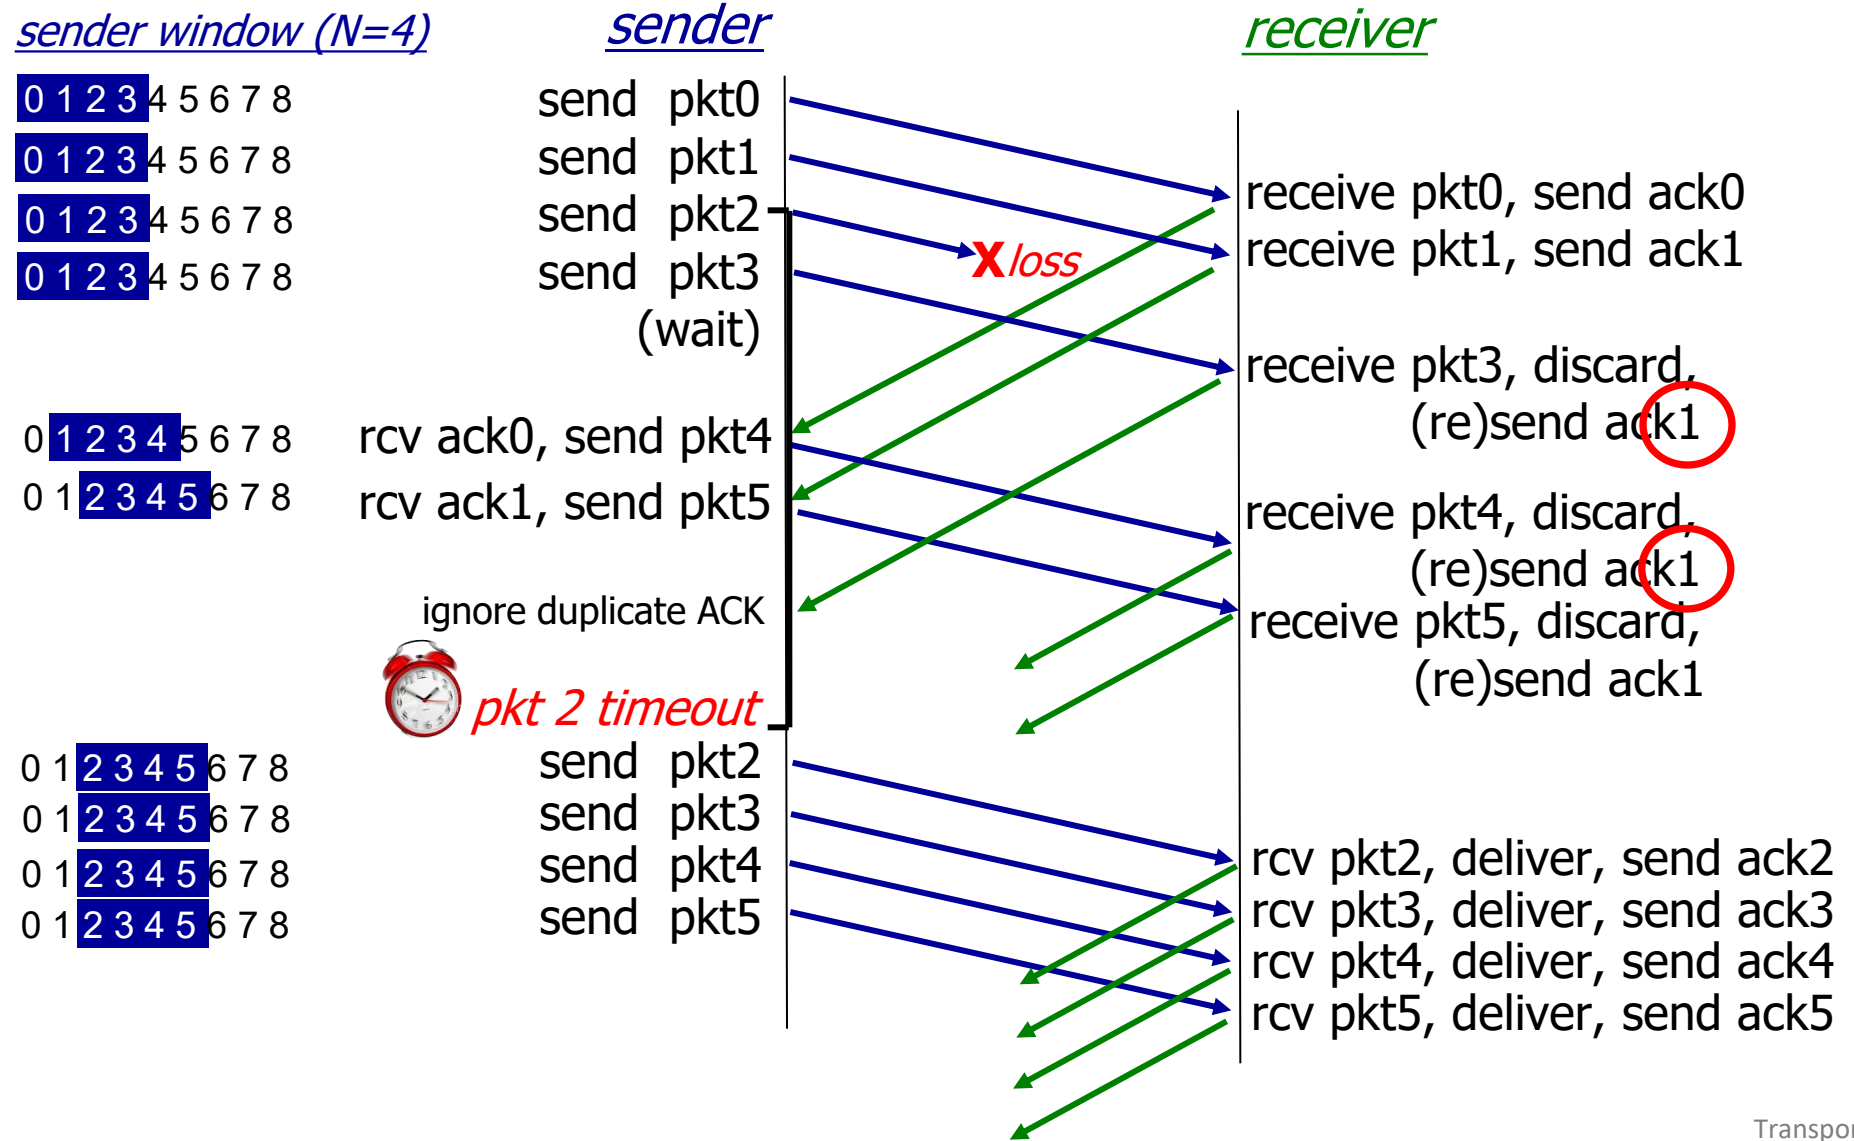 sender window (N=4) sender receiver
0 1 2 3 4 5 6 7 8 send pkt0
0 1 2 3 4 5 6 7 8 send pkt1
receive pkt0, send ack0
0 1 2 3 4 5 6 7 8 send pkt2
receive pkt1, send ack1
X loss
0 1 2 3 4 5 6 7 8 send pkt3
(wait)
receive pkt3, discard,
(re)send ack1
0 1 2 3 4 5 6 7 8 rcv ack0, send pkt4
0 1 2 3 4 5 6 7 8 rcv ack1, send pkt5
receive pkt4, discard,
(re)send ack1
ignore duplicate ACK
receive pkt5, discard,
(re)send ack1
pkt 2 timeout
0 1 2 3 4 5 6 7 8 send pkt2
0 1 2 3 4 5 6 7 8 send pkt3
0 1 2 3 4 5 6 7 8 send pkt4
rcv pkt2, deliver, send ack2
0 1 2 3 4 5 6 7 8 send pkt5
rcv pkt3, deliver, send ack3
rcv pkt4, deliver, send ack4
rcv pkt5, deliver, send ack5
Transpor